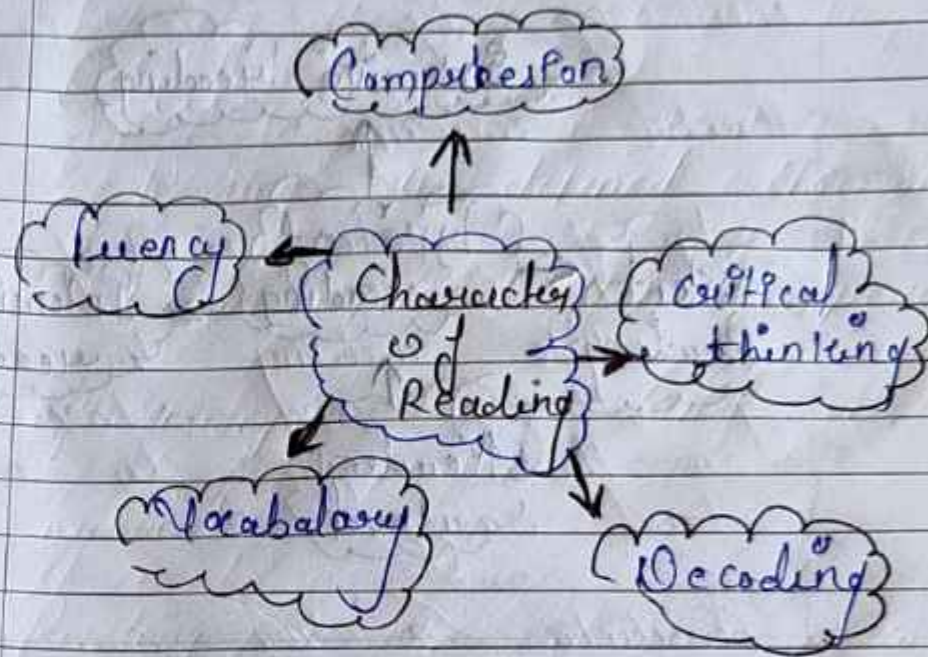 Comprehesion
Fluency
Character
of
Reading
Critical
thinking
Vocabalary
Decoding